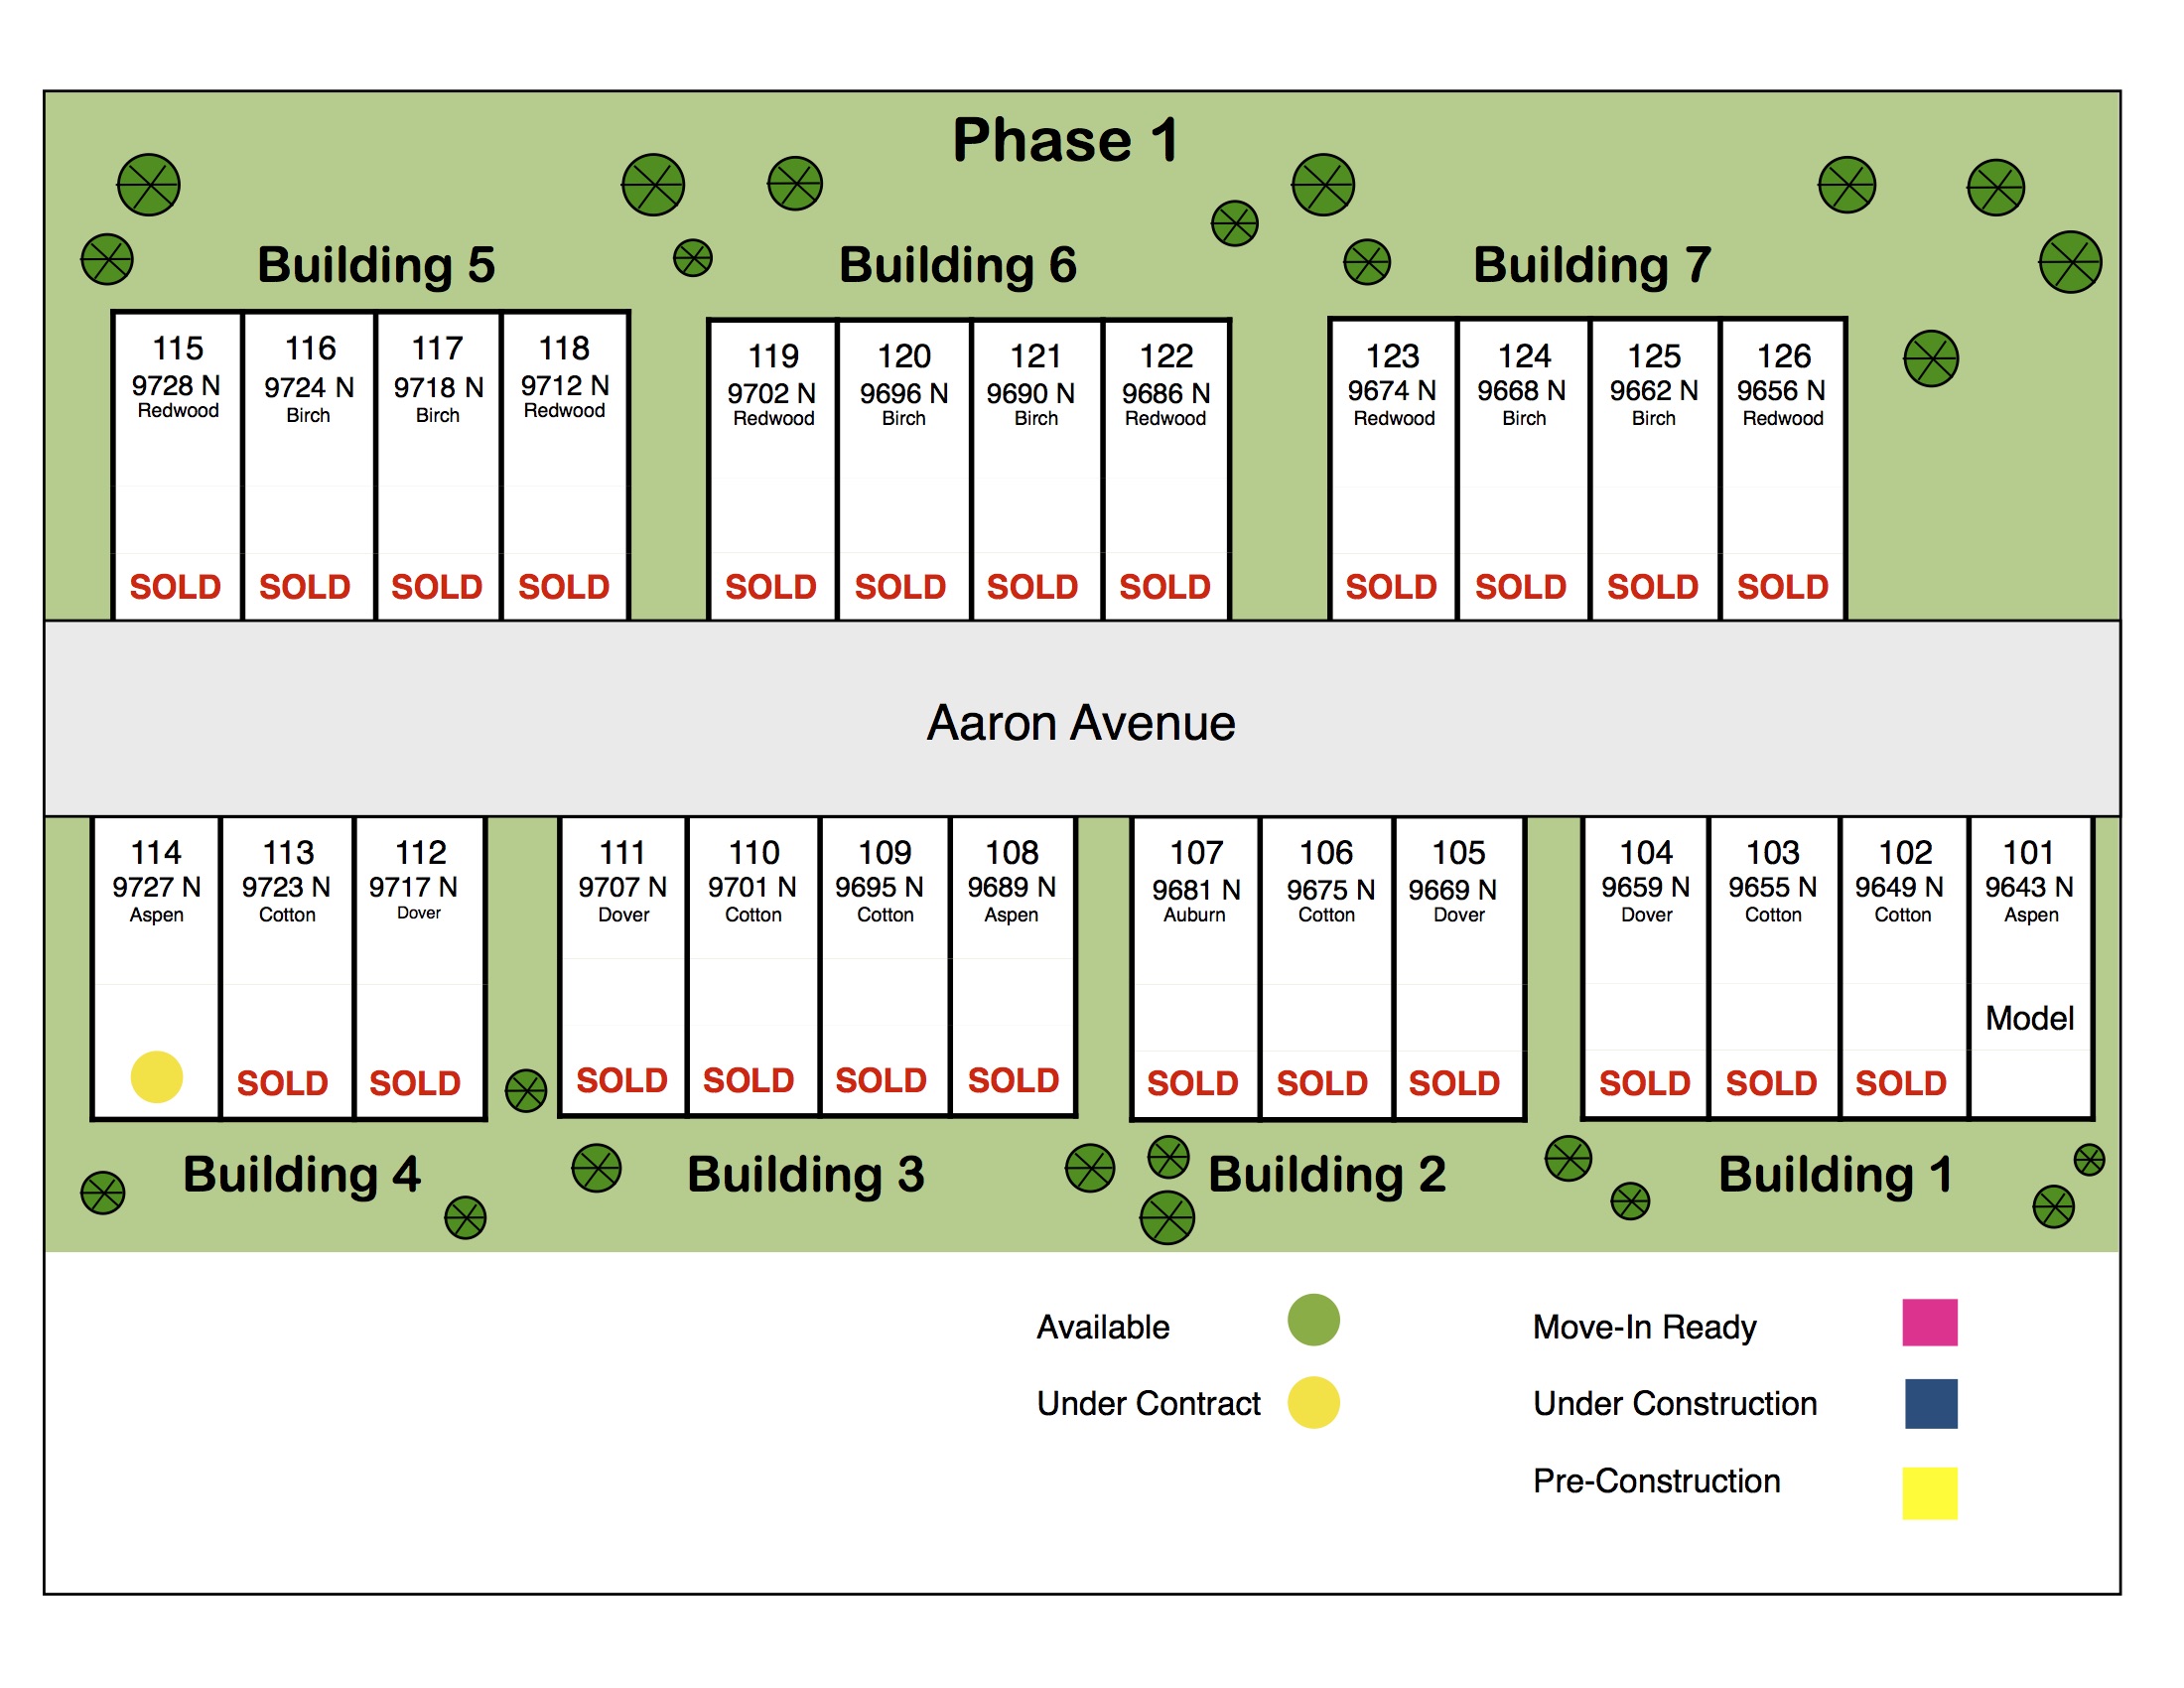 Phase 1
Building 5
Building 6
Building 7
115
9728 N
Redwood
SOLD
116
9724 N
Birch
SOLD
117
9718 N
Birch
SOLD
118
9712 N
Redwood
SOLD
119
9702 N
Redwood
SOLD
120
9696 N
Birch
SOLD
121
9690 N
Birch
SOLD
122
9686 N
Redwood
SOLD
123
9674 N
Redwood
SOLD
124
9668 N
Birch
SOLD
125
9662 N
Birch
SOLD
126
9656 N
Redwood
SOLD
Aaron Avenue
114
9727 N
Aspen
113
9723 N
Cotton
SOLD
112
9717 N
Dover
SOLD
111
9707 N
Dover
SOLD
110
9701 N
Cotton
SOLD
109
9695 N
Cotton
SOLD
108
9689 N
Aspen
SOLD
107
9681 N
Auburn
SOLD
106
9675 N
Cotton
SOLD
105
9669 N
Dover
SOLD
104
9659 N
Dover
SOLD
103
9655 N
Cotton
SOLD
102
9649 N
Cotton
SOLD
101
9643 N
Aspen
Model
Building 4
Building 3
Building 2
Building 1
Available
Under Contract
Move-In Ready
Under Construction
Pre-Construction